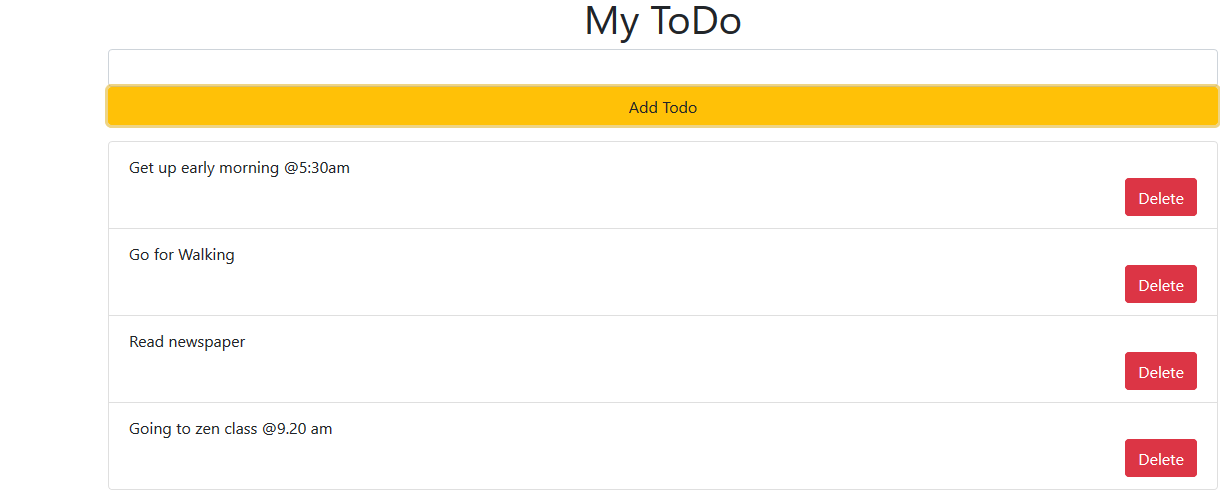 My ToDo
Add Todo
Get up early morning @5:30am
Delete
Go for Walking
Delete
Read newspaper
Delete
Going to zen class @9.20 am
Delete